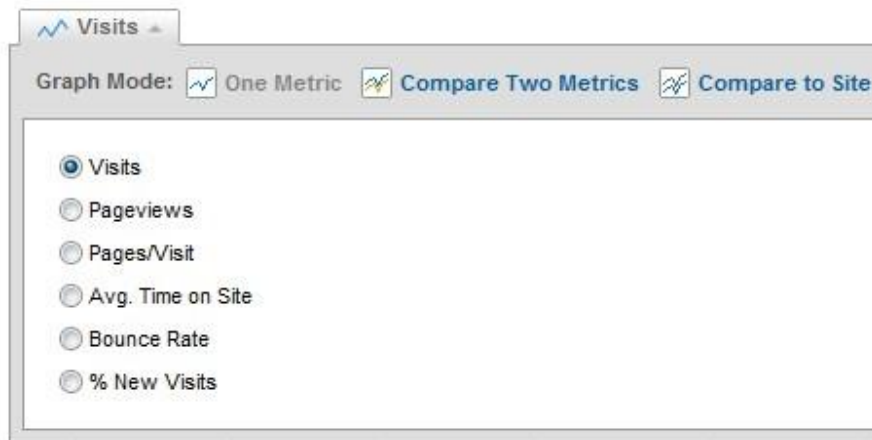 Visits
Graph Mode: One Metric Compare Two Metrics Compare to Site
Visits
Pageviews
Pages/Visit
Avg. Time on Site
Bounce Rate
% New Visits